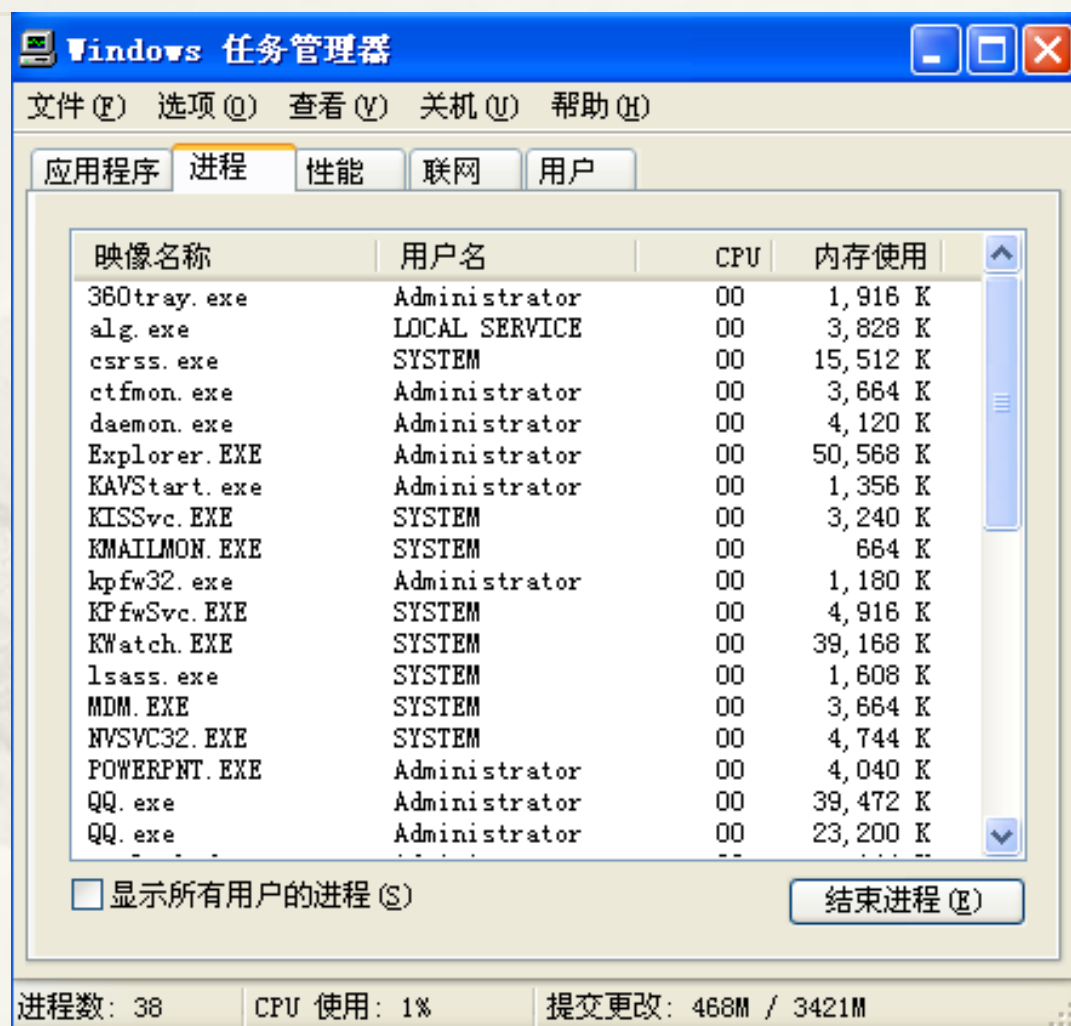 Windows 任务管理器
文件(F) 选项(O) 查看(V) 关机(U) 帮助(H)
应用程序 进程 性能 联网 用户
映像名称 用户名 CPU 内存使用
360tray.exe Administrator 00 1,916 K
alg.exe LOCAL SERVICE 00 3,828 K
csrss.exe SYSTEM 00 15,512 K
ctfmon.exe Administrator 00 3,664 K
daemon.exe Administrator 00 4,120 K
Explorer.EXE Administrator 00 50,568 K
KAVStart.exe Administrator 00 1,356 K
KISSvc.EXE SYSTEM 00 3,240 K
KMAILMON.EXE SYSTEM 00 664 K
kpfw32.exe Administrator 00 1,180 K
KPfwSvc.EXE SYSTEM 00 4,916 K
KWatch.EXE SYSTEM 00 39,168 K
lsass.exe SYSTEM 00 1,608 K
MDM.EXE SYSTEM 00 3,664 K
NVSVC32.EXE SYSTEM 00 4,744 K
POWERPNT.EXE Administrator 00 4,040 K
QQ.exe Administrator 00 39,472 K
QQ.exe Administrator 00 23,200 K
显示所有用户的进程(S) 结束进程(E)
进程数: 38 CPU 使用: 1% 提交更改: 468M / 3421M